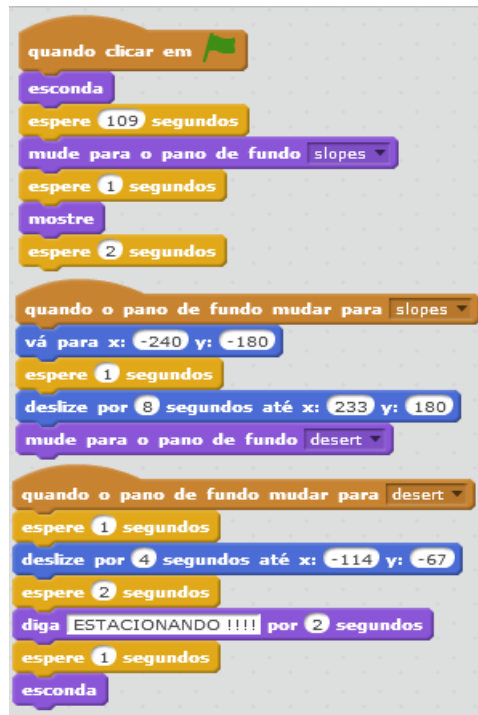 quando clicar em
esconda
espere 109 segundos
mude para o pano de fundo slopes
espere 1 segundos
mostre
espere 2 segundos
quando o pano de fundo mudar para slopes
vá para x: -240 y: -180
espere 1 segundos
deslize por 8 segundos até x: 233 y: 180
mude para o pano de fundo desert
quando o pano de fundo mudar para desert
espere 1 segundos
deslize por 4 segundos até x: -114 y: -67
espere 2 segundos
diga ESTACIONANDO !!!! por 2 segundos
espere 1 segundos
esconda